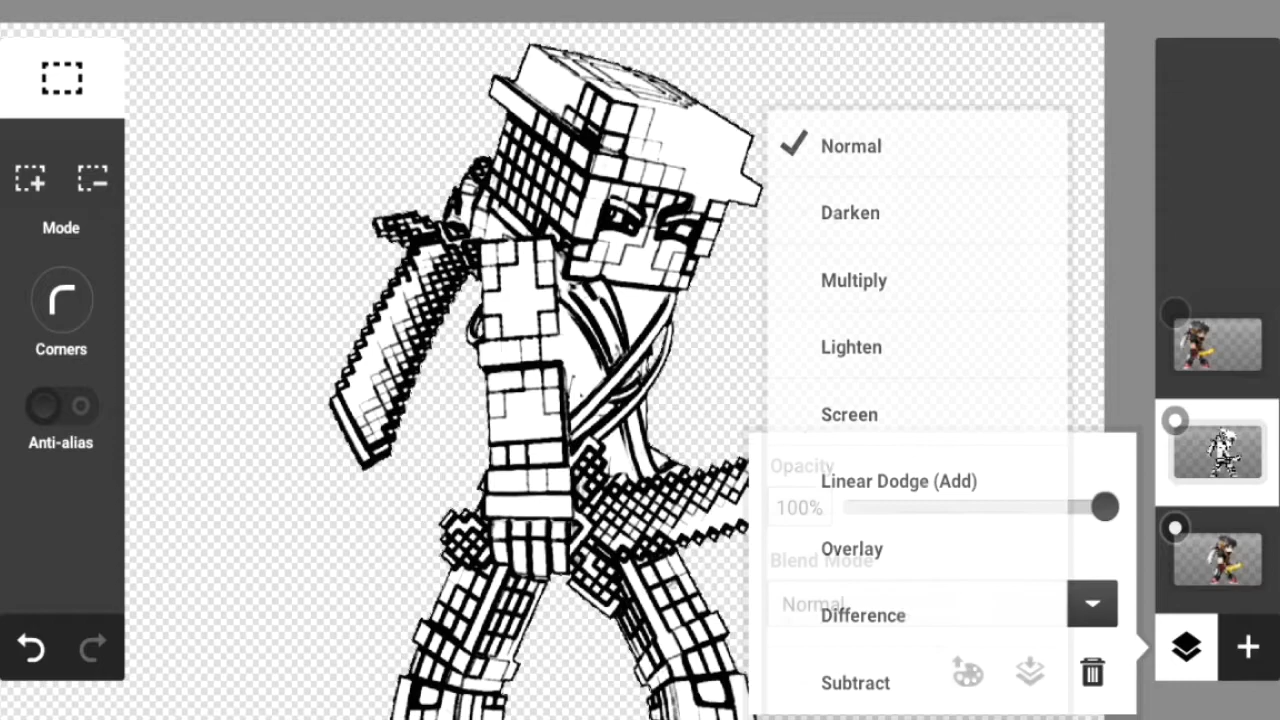 Mode
Corners
Anti-alias
Normal
Darken
Multiply
Lighten
Screen
Opacity
Linear Dodge (Add)
100%
Overlay
Blend Mode
Normal
Difference
Subtract